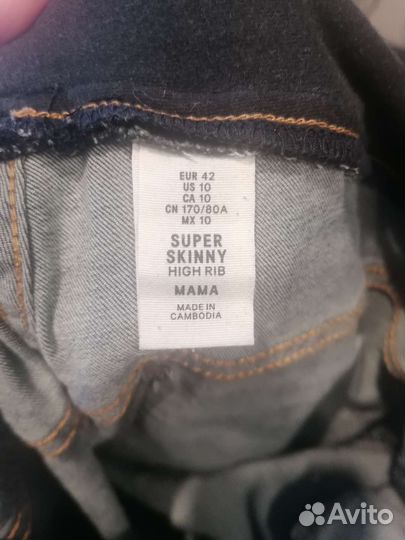 EUR 42
US 10
CA 10
CN 170/80A
MX 10
SUPER
SKINNY
HIGH RIB
MAMA
MADE IN
CAMBODIA
Avito